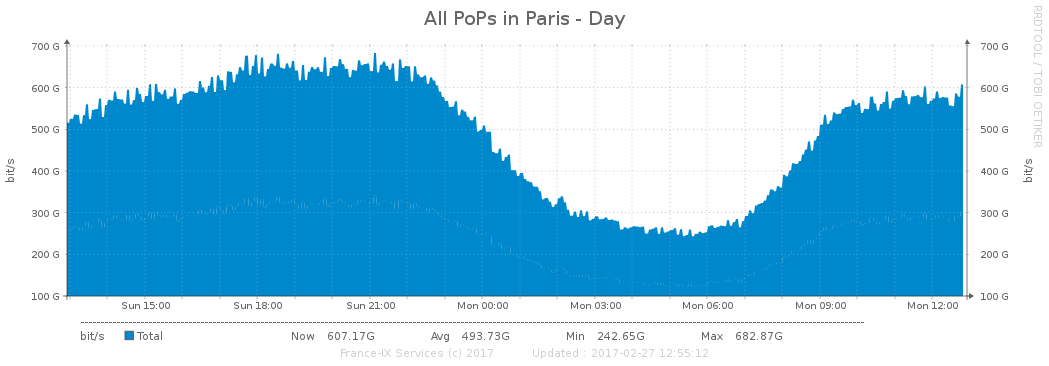 All PoPs in Paris - Day
RRDTOOL / TOBI OETIKER
700 G 700 G
600 G 600 G
500 G 500 G
400 G 400 G
300 G 300 G
200 G 200 G
100 G 100 G
bit/s
bit/s
Sun 15:00 Sun 18:00 Sun 21:00 Mon 00:00 Mon 03:00 Mon 06:00 Mon 09:00 Mon 12:00
bit/s Total Now 607.17G Avg 493.73G Min 242.65G Max 682.87G
France-IX Services (c) 2017 Updated : 2017-02-27 12:55:12